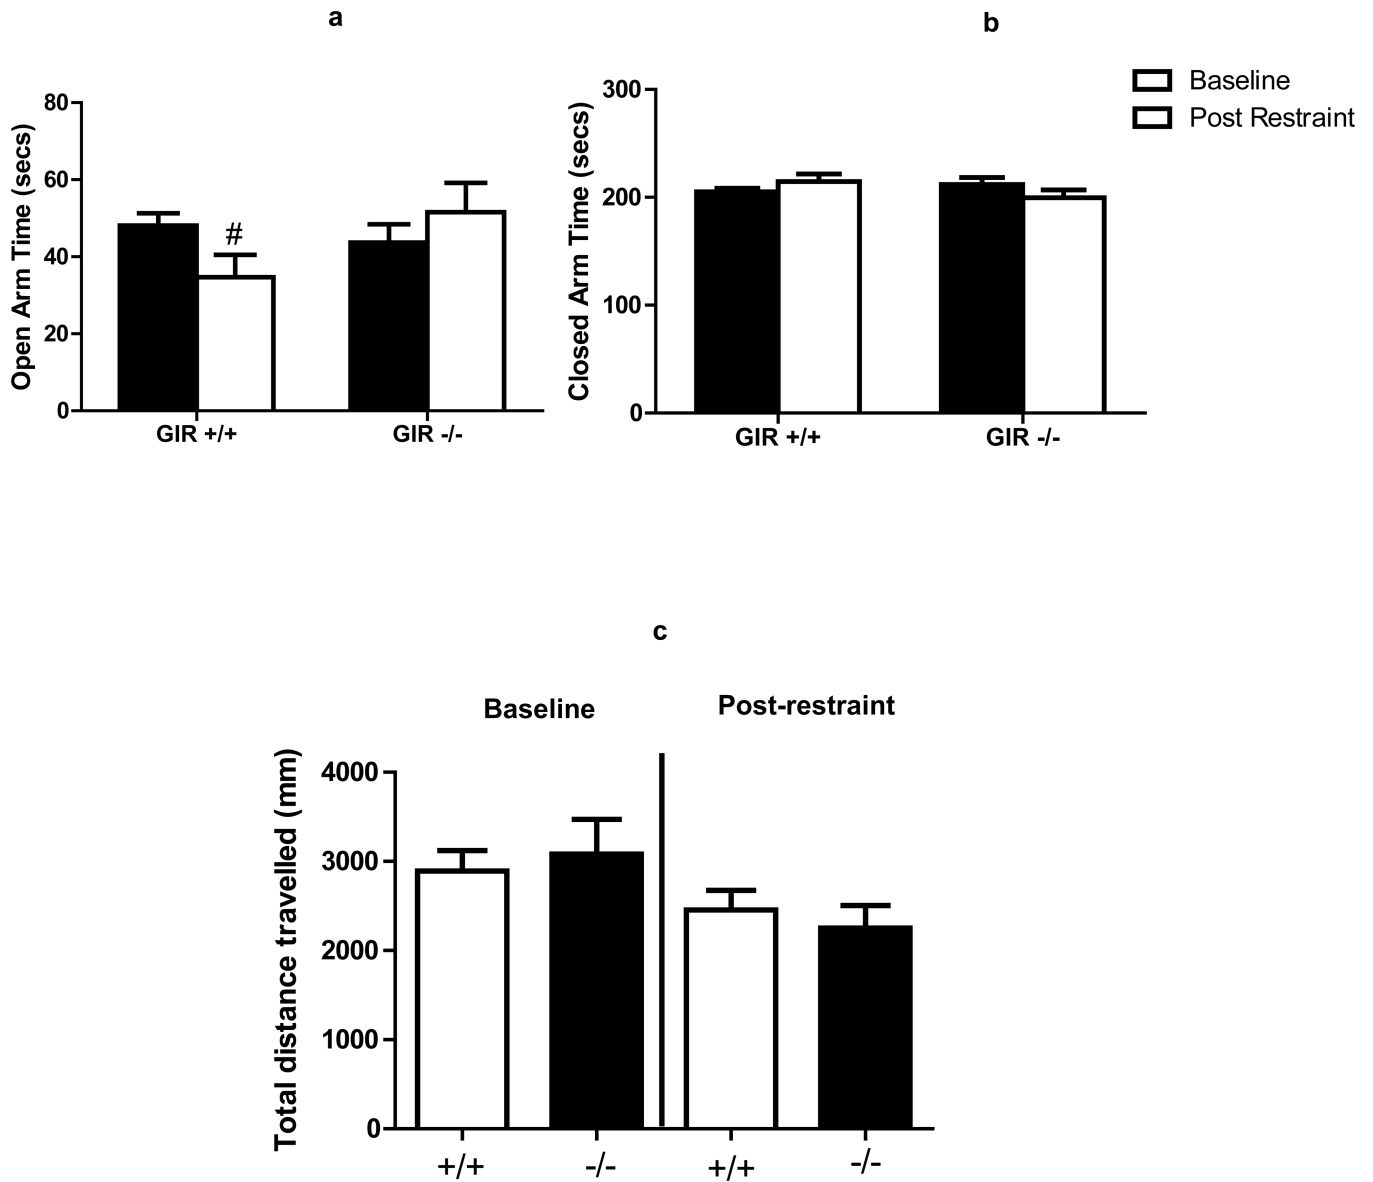 a
b
Baseline
Post Restraint
Open Arm Time (secs)
80
60
40
20
0
#
GIR +/+
GIR -/-
Closed Arm Time (secs)
300
200
100
0
GIR +/+
GIR -/-
c
Baseline
Post-restraint
Total distance travelled (mm)
4000
3000
2000
1000
0
+/+
-/-
+/+
-/-